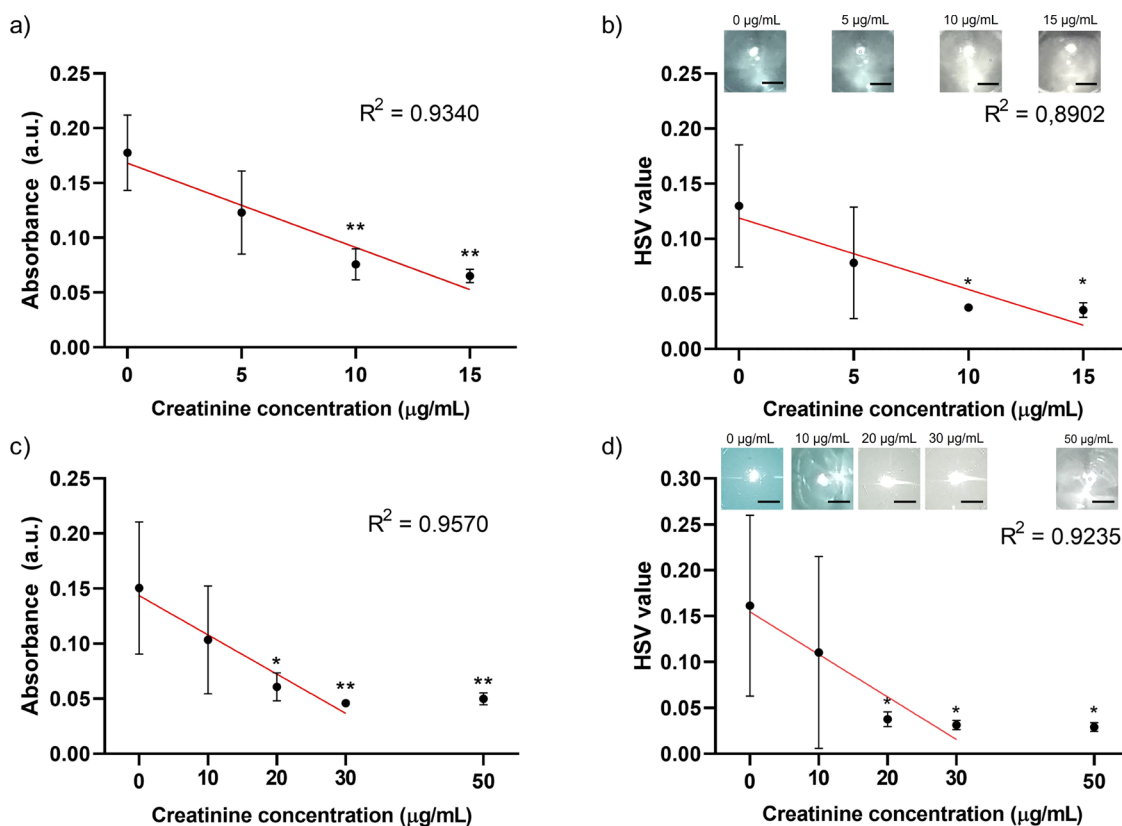 a)
0.25
0.20
0.15
0.10
0.05
0.00
Absorbance (a.u.)
R² = 0.9340
**
**
0 5 10 15
Creatinine concentration (μg/mL)
b)
0 μg/mL 5 μg/mL 10 μg/mL 15 μg/mL
0.25
0.20
0.15
0.10
0.05
0.00
HSV value
R² = 0,8902
* *
0 5 10 15
Creatinine concentration (μg/mL)
c)
0.25
0.20
0.15
0.10
0.05
0.00
Absorbance (a.u.)
R² = 0.9570
*
** **
0 10 20 30 50
Creatinine concentration (μg/mL)
d)
0 μg/mL 10 μg/mL 20 μg/mL 30 μg/mL 50 μg/mL
0.30
0.25
0.20
0.15
0.10
0.05
0.00
HSV value
R² = 0.9235
* * *
0 10 20 30 50
Creatinine concentration (μg/mL)